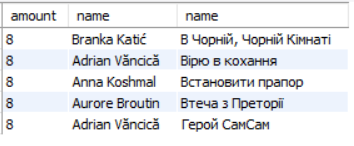 amount name name
8 Branka Katić В Чорній, Чорній Кімнаті
8 Adrian Văncică Вірю в кохання
8 Anna Koshmal Встановити прапор
8 Aurore Broutin Втеча з Преторії
8 Adrian Văncică Герой СамСам